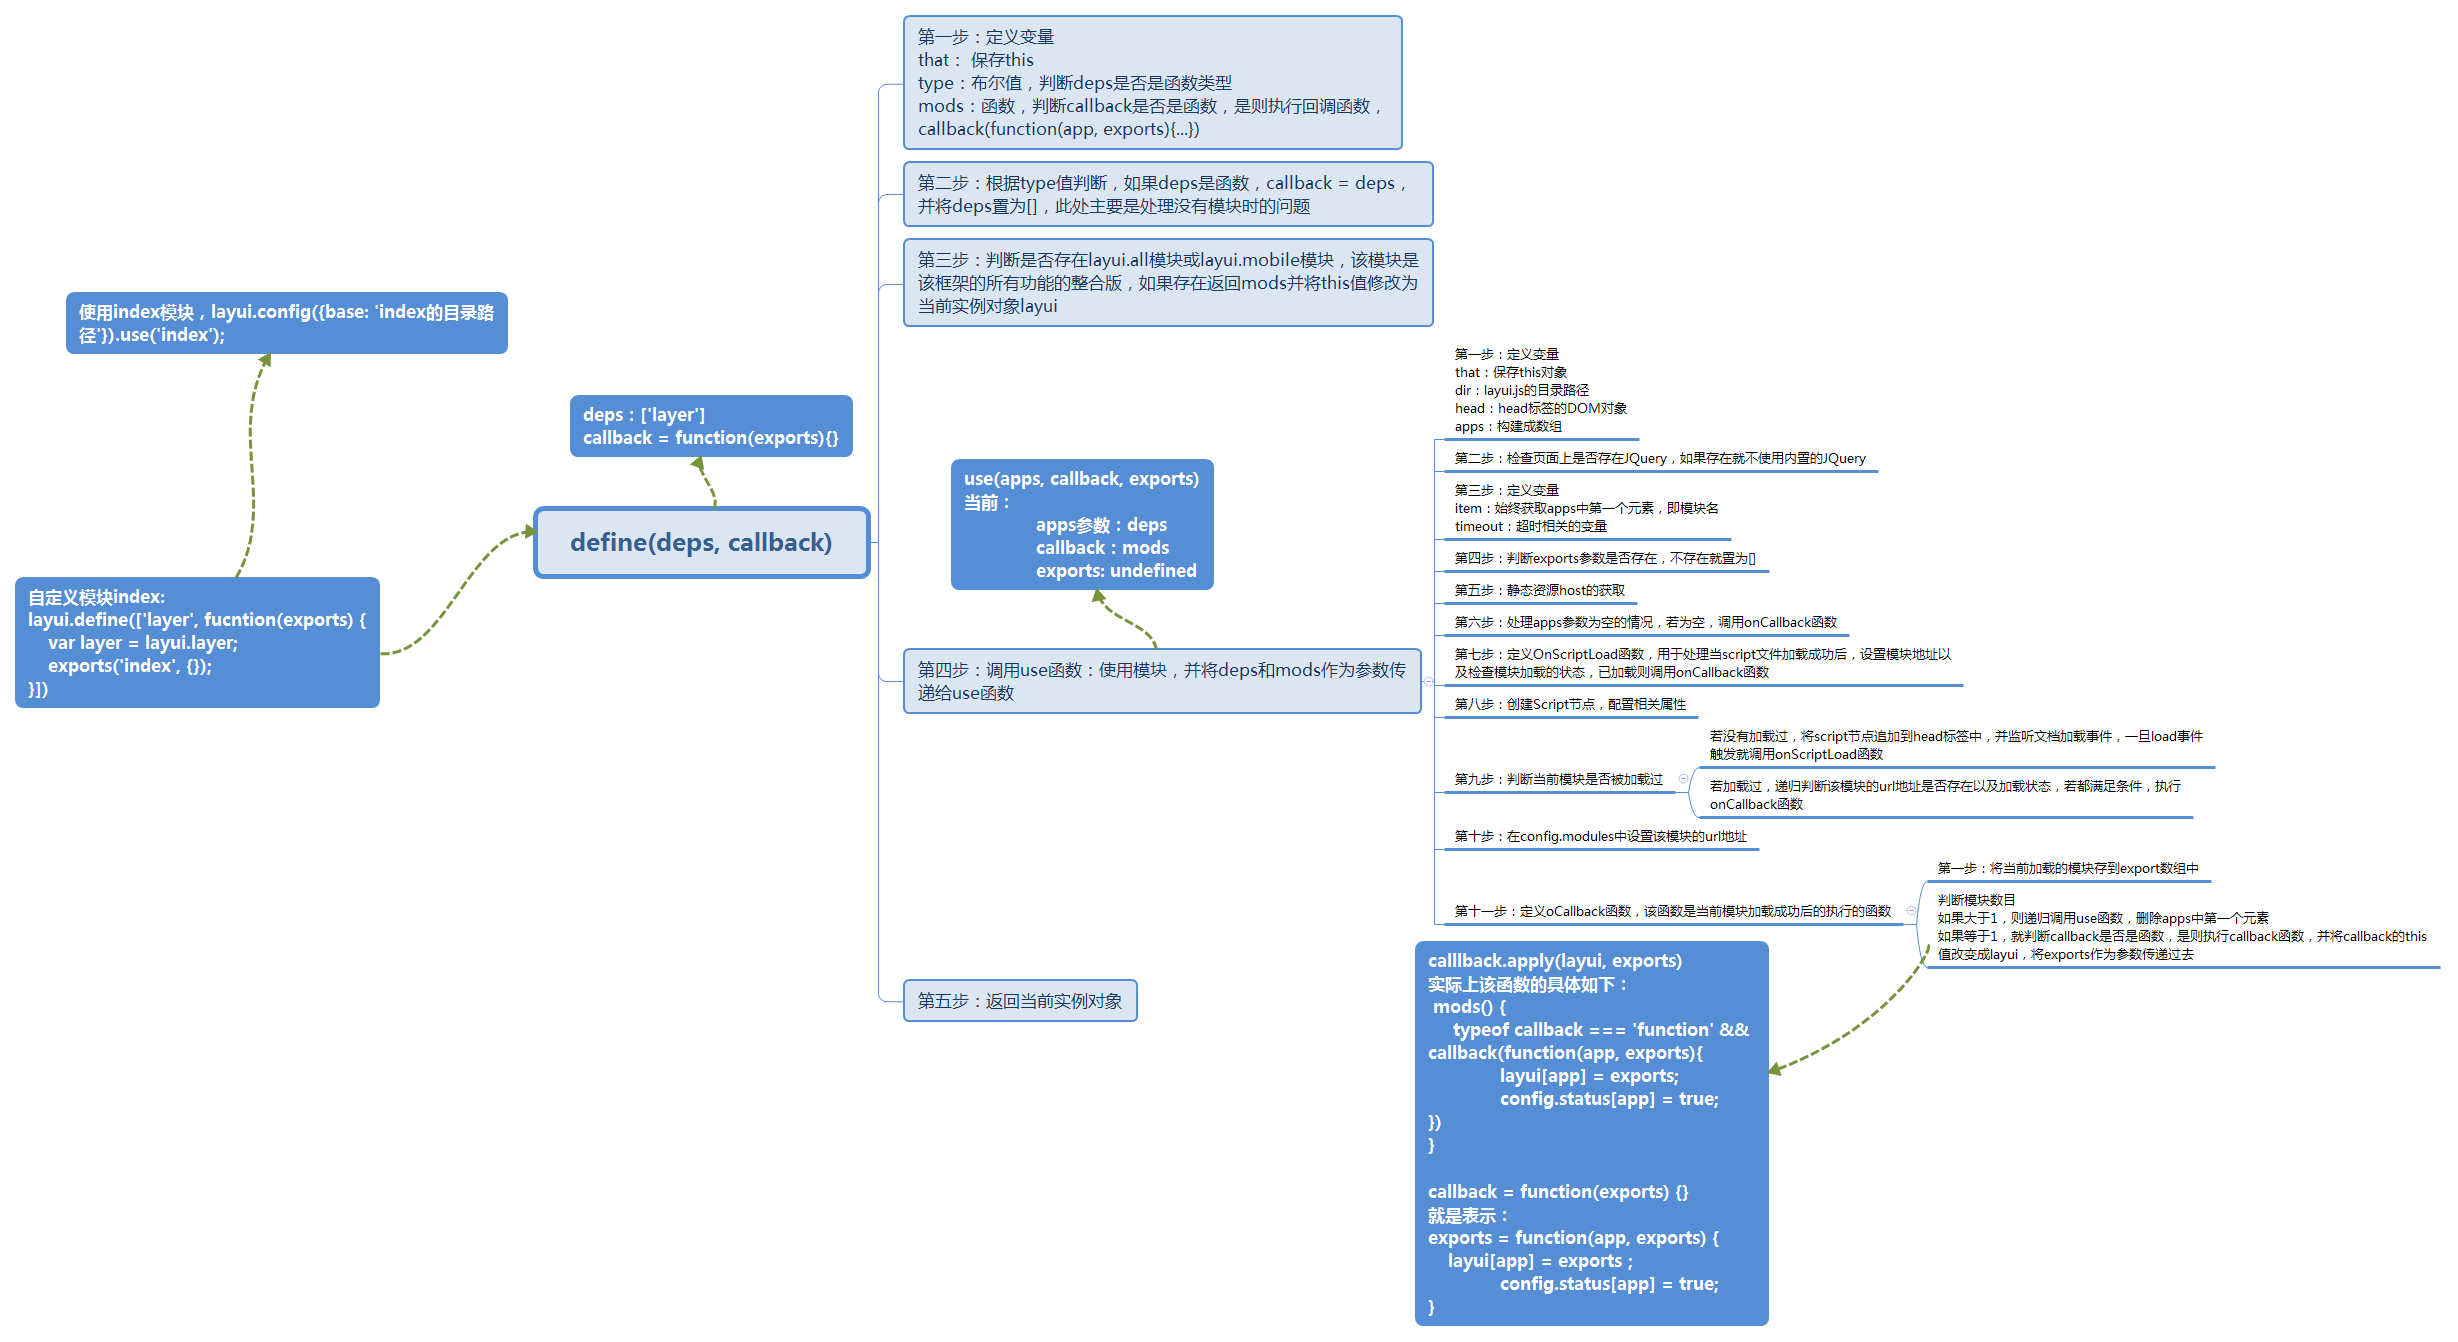 第一步：定义变量
that： 保存this
type：布尔值，判断deps是否是函数类型
mods：函数，判断callback是否是函数，是则执行回调函数，
callback(function(app, exports){...})
第二步：根据type值判断，如果deps是函数，callback = deps，
并将deps置为[]，此处主要是处理没有模块时的问题
第三步：判断是否存在layui.all模块或layui.mobile模块，该模块是
该框架的所有功能的整合版，如果存在返回mods并将this值修改为
当前实例对象layui
使用index模块，layui.config({base: 'index的目录路
径'}).use('index');
deps：['layer']
callback = function(exports){}
define(deps, callback)
自定义模块index:
layui.define(['layer', fucntion(exports) {
var layer = layui.layer;
exports('index', {});
}])
use(apps, callback, exports)
当前：
apps参数：deps
callback：mods
exports: undefined
第四步：调用use函数：使用模块，并将deps和mods作为参数传
递给use函数
第一步：定义变量
that：保存this对象
dir：layui.js的目录路径
head：head标签的DOM对象
apps：构建成数组
第二步：检查页面上是否存在JQuery，如果存在就不使用内置的JQuery
第三步：定义变量
item：始终获取apps中第一个元素，即模块名
timeout：超时相关的变量
第四步：判断exports参数是否存在，不存在就置为[]
第五步：静态资源host的获取
第六步：处理apps参数为空的情况，若为空，调用onCallback函数
第七步：定义OnScriptLoad函数，用于处理当script文件加载成功后，设置模块地址以
及检查模块加载的状态，已加载则调用onCallback函数
第八步：创建Script节点，配置相关属性
第九步：判断当前模块是否被加载过
若没有加载过，将script节点追加到head标签中，并监听文档加载事件，一旦load事件
触发就调用onScriptLoad函数
若加载过，递归判断该模块的url地址是否存在以及加载状态，若都满足条件，执行
onCallback函数
第十步：在config.modules中设置该模块的url地址
第十一步：定义oCallback函数，该函数是当前模块加载成功后的执行的函数
第一步：将当前加载的模块存到export数组中
判断模块数目
如果大于1，则递归调用use函数，删除apps中第一个元素
如果等于1，就判断callback是否是函数，是则执行callback函数，并将callback的this
值改变成layui，将exports作为参数传递过去
calllback.apply(layui, exports)
实际上该函数的具体如下：
mods() {
typeof callback === 'function' &&
callback(function(app, exports){
layui[app] = exports;
config.status[app] = true;
})
}
callback = function(exports) {}
就是表示：
exports = function(app, exports) {
layui[app] = exports ;
config.status[app] = true;
}
第五步：返回当前实例对象